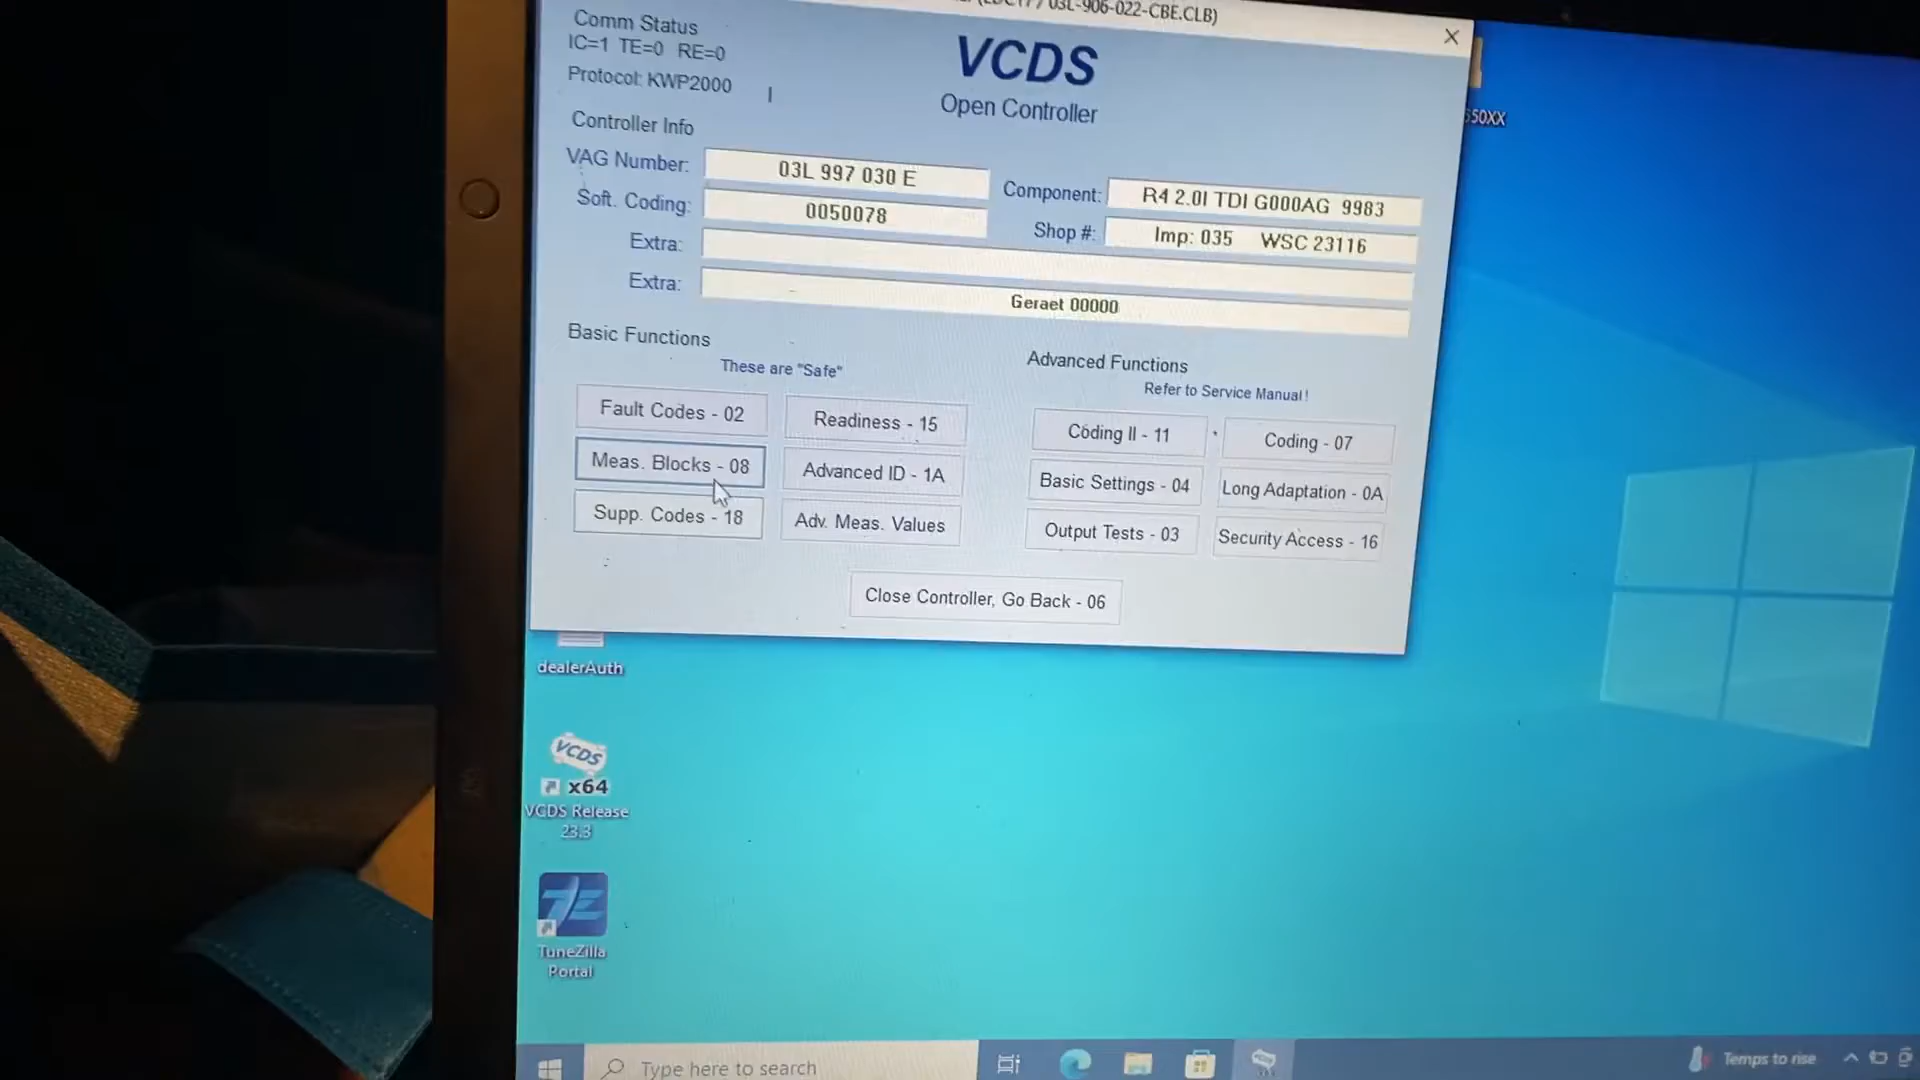 03L-906-022-CBE.CLB)
Comm Status
IC=1 TE=0 RE=0
Protocol: KWP2000
VCDS
Open Controller
Controller Info
VAG Number:
03L 997 030 E
Component:
R4 2.0l TDI G000AG 9983
Soft. Coding:
0050078
Shop #:
Imp: 035 WSC 23116
Extra:
Extra:
Geraet 00000
Basic Functions
These are "Safe"
Fault Codes - 02
Readiness - 15
Meas. Blocks - 08
Advanced ID - 1A
Supp. Codes - 18
Adv. Meas. Values
Advanced Functions
Refer to Service Manual!
Coding II - 11
Coding - 07
Basic Settings - 04
Long Adaptation - 0A
Output Tests - 03
Security Access - 16
Close Controller, Go Back - 06
50XX
dealerAuth
VCDS
x64
VCDS Release
23.3
TuneZilla
Portal
Type here to search
Temps to rise